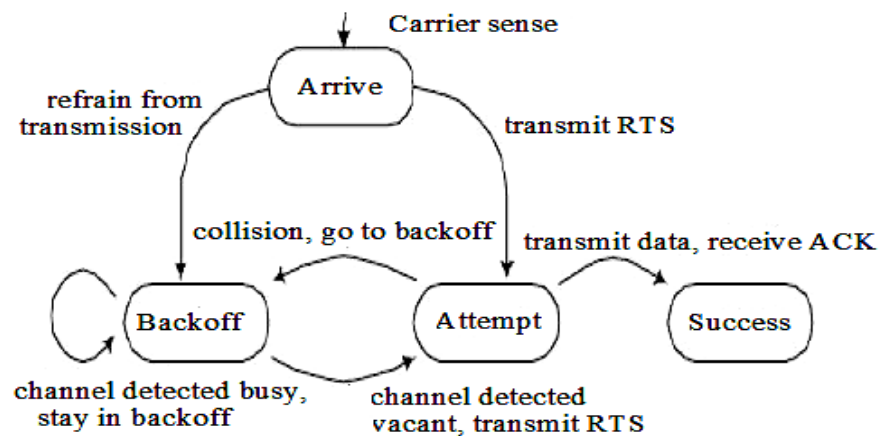 Carrier sense
Arrive
refrain from
transmission
transmit RTS
collision, go to backoff
transmit data, receive ACK
Backoff
Attempt
Success
channel detected busy,
stay in backoff
channel detected
vacant, transmit RTS